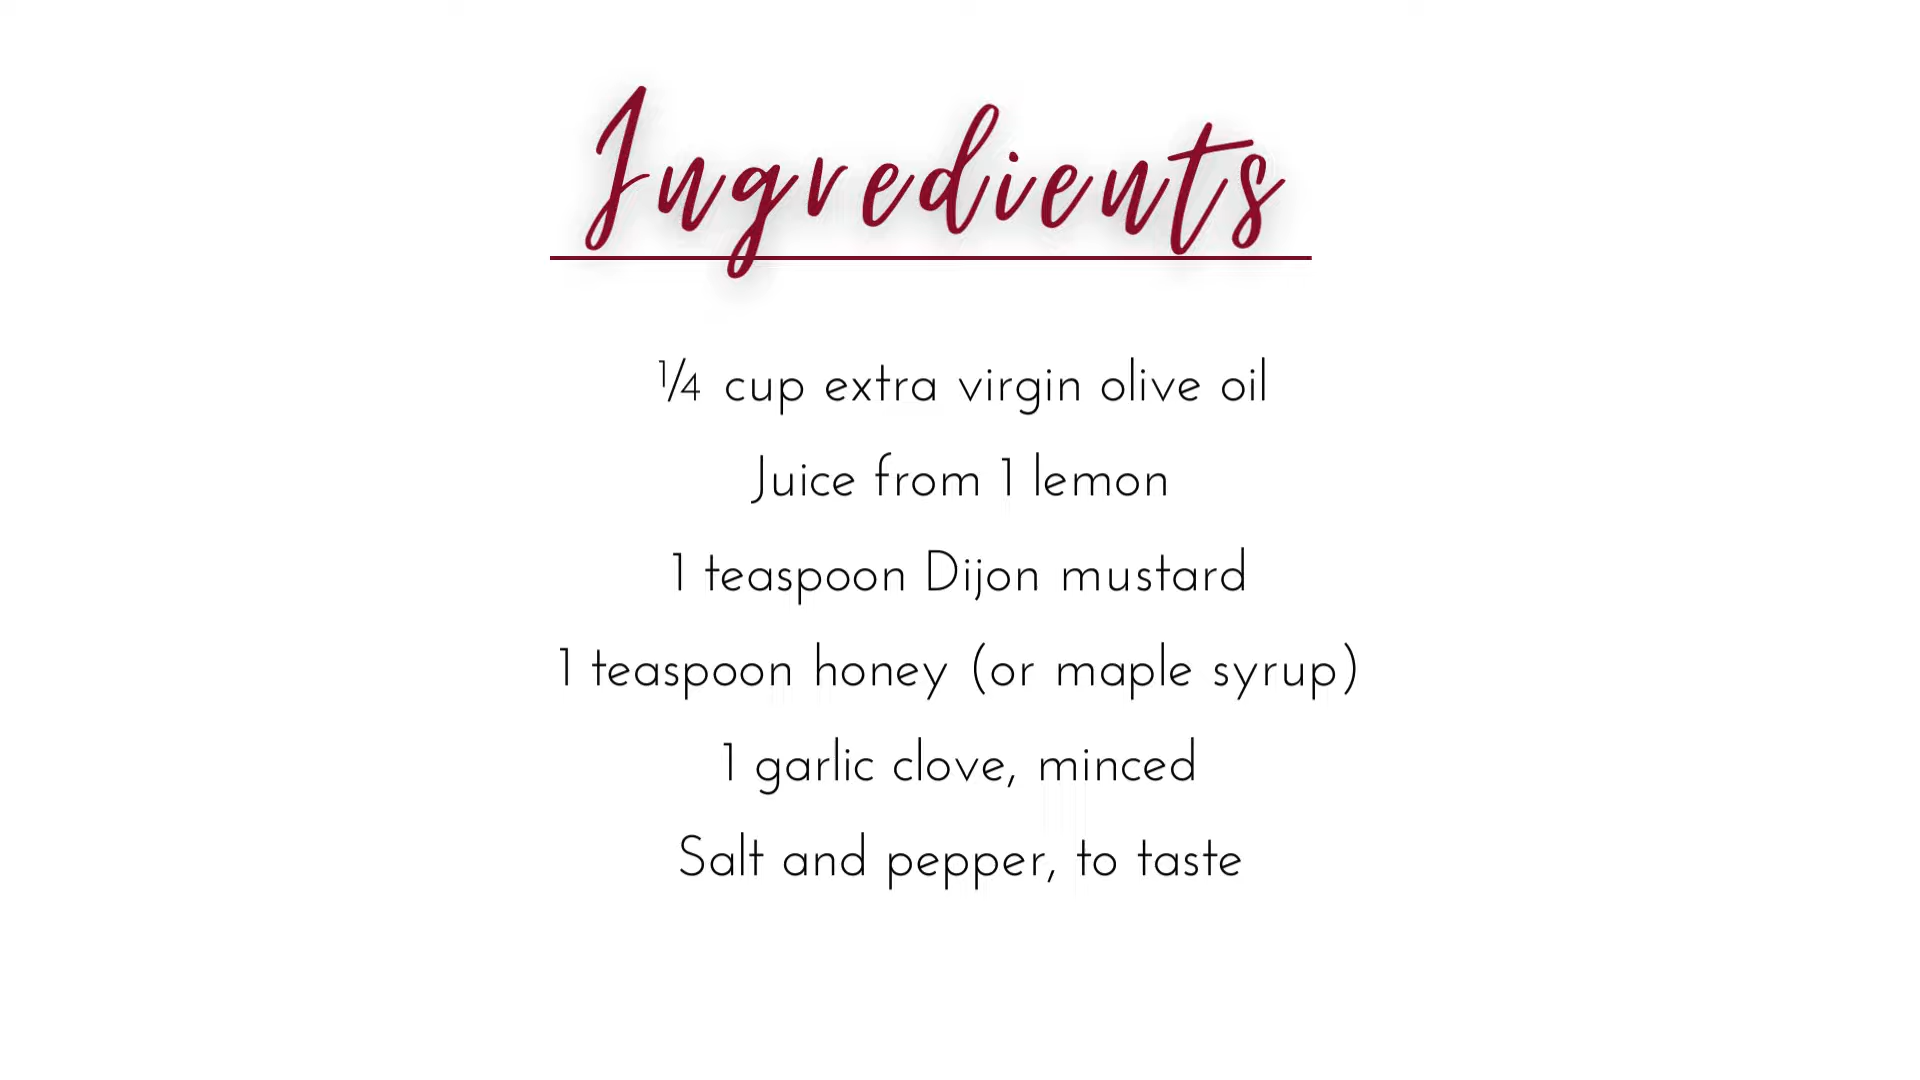 Ingredients
¼ cup extra virgin olive oil
Juice from 1 lemon
1 teaspoon Dijon mustard
1 teaspoon honey (or maple syrup)
1 garlic clove, minced
Salt and pepper, to taste